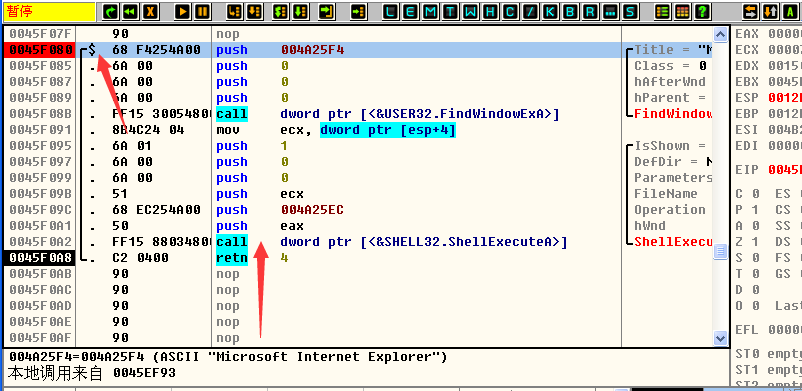 暂停 L E M T W H C / K B R ... S ?
0045F07F 90 nop EAX 00000
0045F080 $ 68 F4254A00 push 004A25F4 Title = "M ECX 00007
0045F085 . 6A 00 push 0 Class = 0 EDX 0015
0045F087 . 6A 00 push 0 hAfterWnd EBX 0000
0045F089 . 6A 00 push 0 hParent = ESP 0012
0045F08B . FF15 30054800 call dword ptr [<&USER32.FindWindowExA>] FindWindow EBP 0012
0045F091 . 8B4C24 04 mov ecx, dword ptr [esp+4] ESI 004B2
0045F095 . 6A 01 push 1 IsShown = EDI 0000
0045F097 . 6A 00 push 0 DefDir = N
0045F099 . 6A 00 push 0 Parameters EIP 0045
0045F09B . 51 push ecx FileName C 0 ES
0045F09C . 68 EC254A00 push 004A25EC Operation P 1 CS
0045F0A1 . 50 push eax hWnd A 0 SS
0045F0A2 . FF15 88034800 call dword ptr [<&SHELL32.ShellExecuteA>] ShellExecu Z 1 DS
0045F0A8 . C2 0400 retn 4 S 0 FS
0045F0AB 90 nop T 0 GS
0045F0AC 90 nop D 0
0045F0AD 90 nop O 0 Las
0045F0AE 90 nop EFL 0000
0045F0AF 90 nop
004A25F4=004A25F4 (ASCII "Microsoft Internet Explorer") ST0 empt
本地调用来自 0045EF93 ST1 empt
ST2